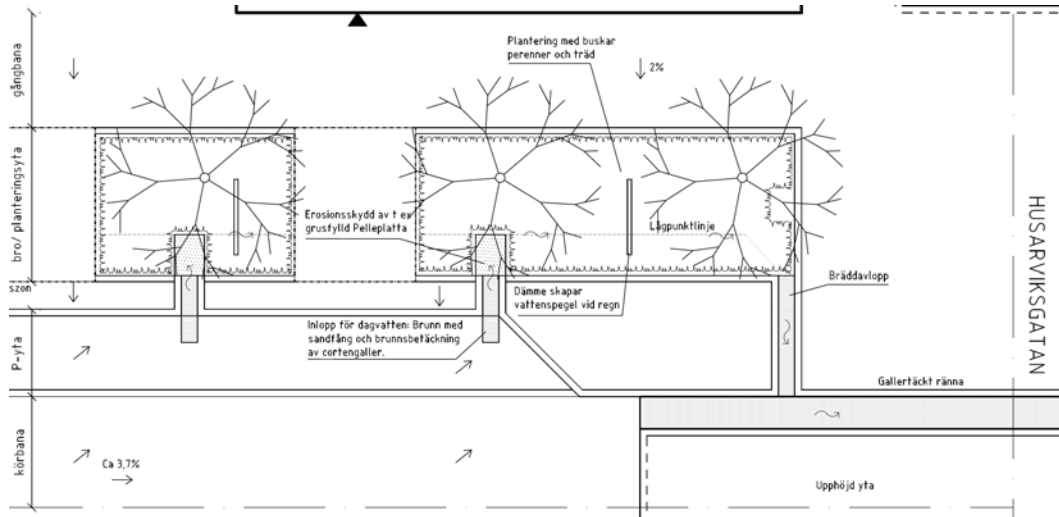 Plantering med buskar
perenner och träd
2%
gångbana
bro/ planteringsyta
Erosionsskydd av t ex
grusfylld Pelleplatta
Lågpunktlinje
HUSARVIKSGATAN
Bräddavlopp
szon
Dämme skapar
vattenspegel vid regn
Inlopp för dagvatten: Brunn med
sandfång och brunnsbetäckning
av cortengaller.
P-yta
Gallertäckt ränna
körbana
Ca 3,7%
Upphöjd yta